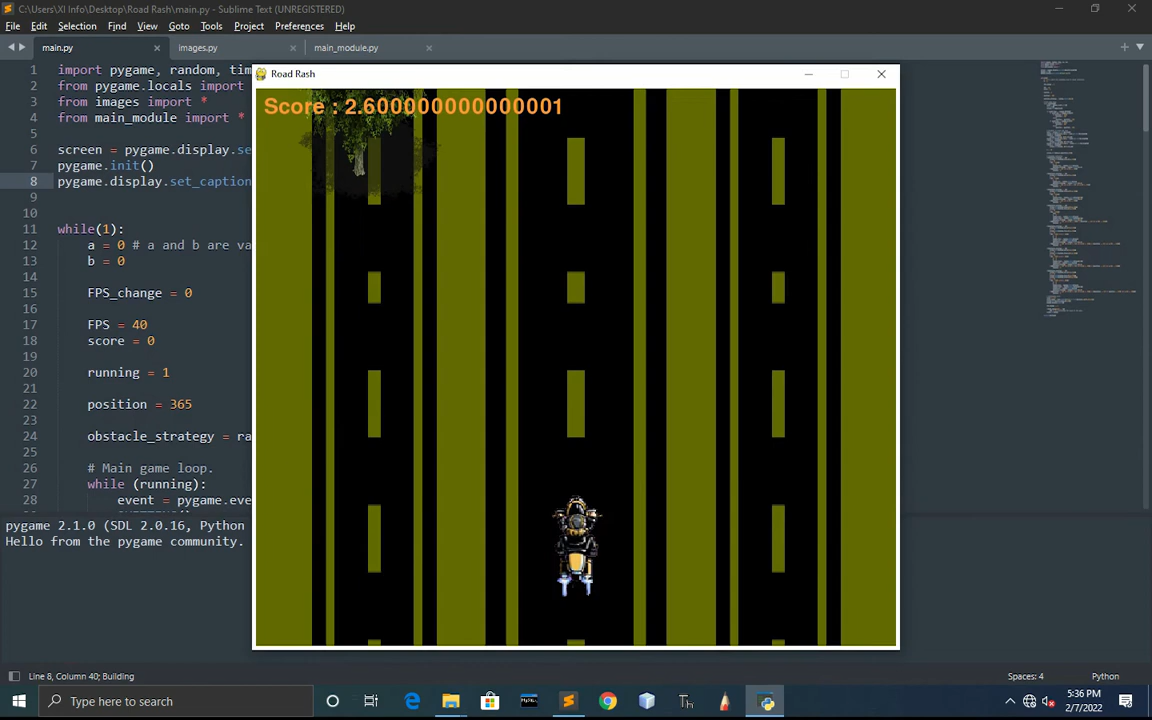 C:\Users\XI Info\Desktop\Road Rash\main.py - Sublime Text (UNREGISTERED)
File Edit Selection Find View Goto Tools Project Preferences Help
main.py images.py main_module.py
Road Rash
Score : 2.600000000000001
1 import pygame, random, tim
2 from pygame.locals import
3 from images import *
4 from main_module import *
5
6 screen = pygame.display.se
7 pygame.init()
8 pygame.display.set_caption
9
10
11 while(1):
12 a = 0 # a and b are va
13 b = 0
14
15 FPS_change = 0
16
17 FPS = 40
18 score = 0
19
20 running = 1
21
22 position = 365
23
24 obstacle_strategy = ra
25
26 # Main game loop.
27 while (running):
28 event = pygame.eve
pygame 2.1.0 (SDL 2.0.16, Python
Hello from the pygame community.
Line 8, Column 40; Building Spaces: 4 Python
Type here to search
5:36 PM
2/7/2022